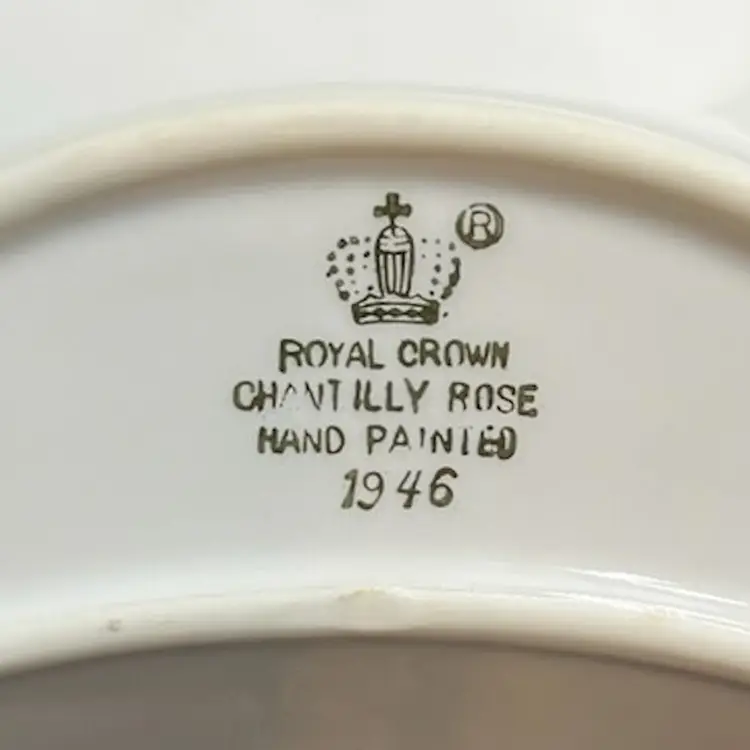 ®
ROYAL CROWN
CHANTILLY ROSE
HAND PAINTED
1946